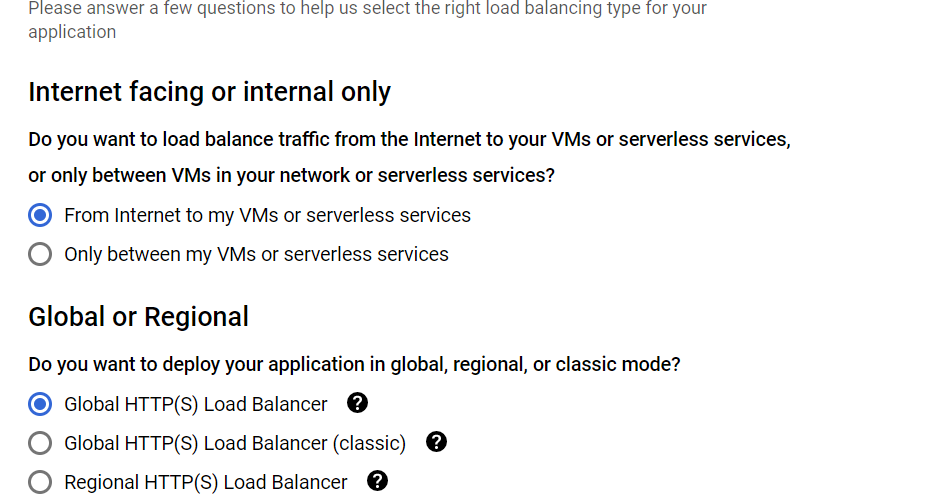 Please answer a few questions to help us select the right load balancing type for your
application
Internet facing or internal only
Do you want to load balance traffic from the Internet to your VMs or serverless services,
or only between VMs in your network or serverless services?
From Internet to my VMs or serverless services
Only between my VMs or serverless services
Global or Regional
Do you want to deploy your application in global, regional, or classic mode?
Global HTTP(S) Load Balancer ?
Global HTTP(S) Load Balancer (classic) ?
Regional HTTP(S) Load Balancer ?